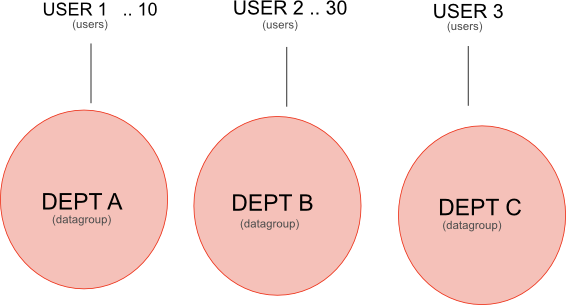 USER 1 .. 10
(users)
USER 2 .. 30
(users)
USER 3
(users)
DEPT A
(datagroup)
DEPT B
(datagroup)
DEPT C
(datagroup)